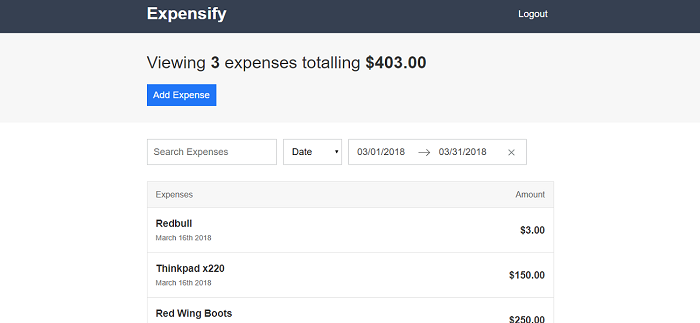 Expensify
Logout
Viewing 3 expenses totalling $403.00
Add Expense
Search Expenses
Date
03/01/2018 → 03/31/2018 ×
Expenses Amount
Redbull
March 16th 2018
$3.00
Thinkpad x220
March 16th 2018
$150.00
Red Wing Boots
$250.00